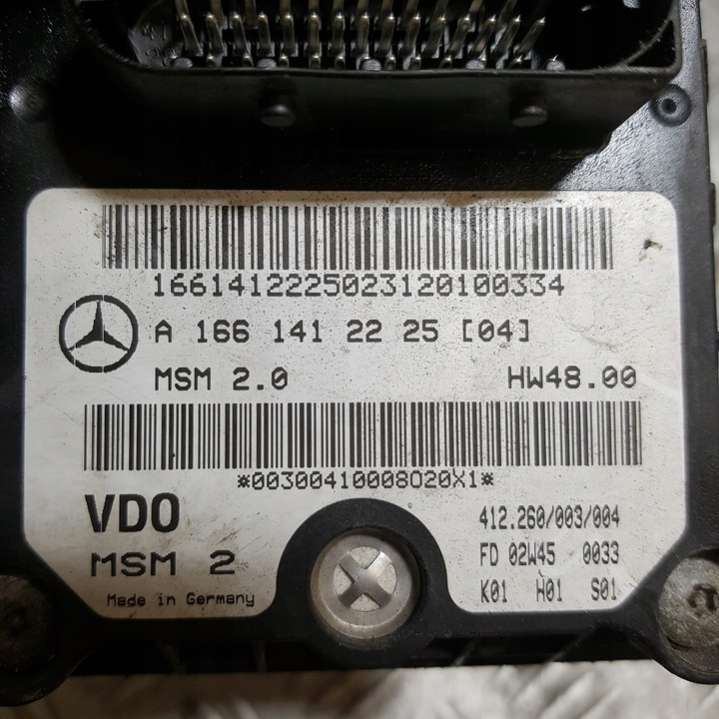 1661412225023120100334
A 166 141 22 25 [04]
MSM 2.0 HW48.00
*00300410008020X1*
VDO
412.260/003/004
MSM 2
FD 02W45 0033
K01 W01 S01
Made in Germany